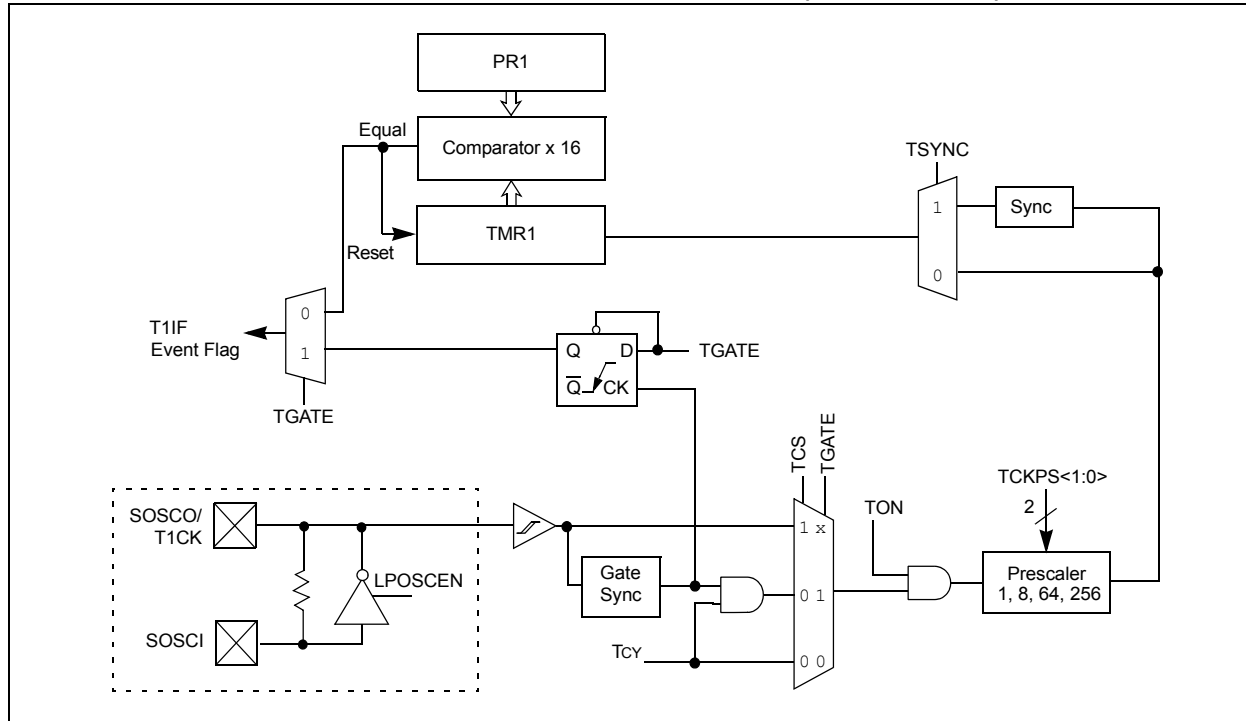 PR1
Equal
Comparator x 16
TSYNC
1
Sync
Reset
TMR1
0
0
T1IF
Event Flag
1
Q
D
TGATE
Q̅
CK
TGATE
TCS
TGATE
TCKPS<1:0>
2
SOSCO/
T1CK
TON
1 x
LPOSCEN
Gate
Sync
Prescaler
1, 8, 64, 256
0 1
SOSCI
TCY
0 0